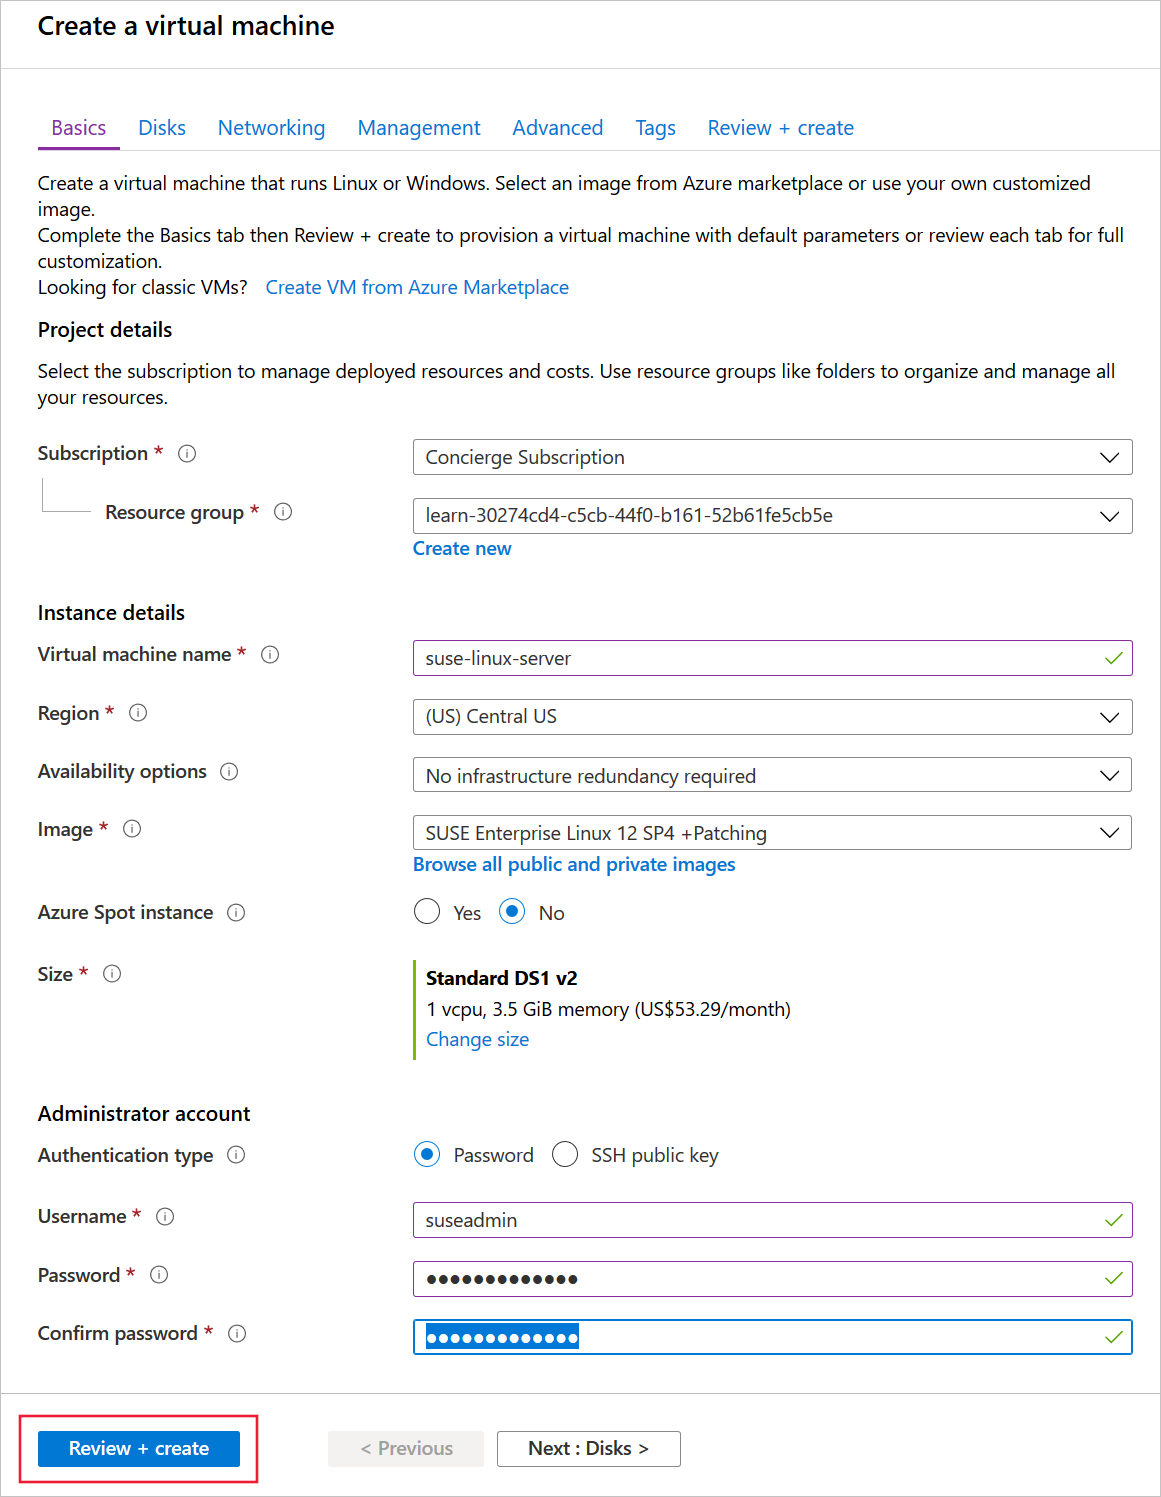 Create a virtual machine
Basics Disks Networking Management Advanced Tags Review + create
Create a virtual machine that runs Linux or Windows. Select an image from Azure marketplace or use your own customized
image.
Complete the Basics tab then Review + create to provision a virtual machine with default parameters or review each tab for full
customization.
Looking for classic VMs? Create VM from Azure Marketplace
Project details
Select the subscription to manage deployed resources and costs. Use resource groups like folders to organize and manage all
your resources.
Subscription * Concierge Subscription
Resource group * learn-30274cd4-c5cb-44f0-b161-52b61fe5cb5e
Create new
Instance details
Virtual machine name * suse-linux-server
Region * (US) Central US
Availability options No infrastructure redundancy required
Image * SUSE Enterprise Linux 12 SP4 +Patching
Browse all public and private images
Azure Spot instance Yes No
Size * Standard DS1 v2
1 vcpu, 3.5 GiB memory (US$53.29/month)
Change size
Administrator account
Authentication type Password SSH public key
Username * suseadmin
Password * ●●●●●●●●●●●●●
Confirm password * ●●●●●●●●●●●●●
Review + create < Previous Next : Disks >